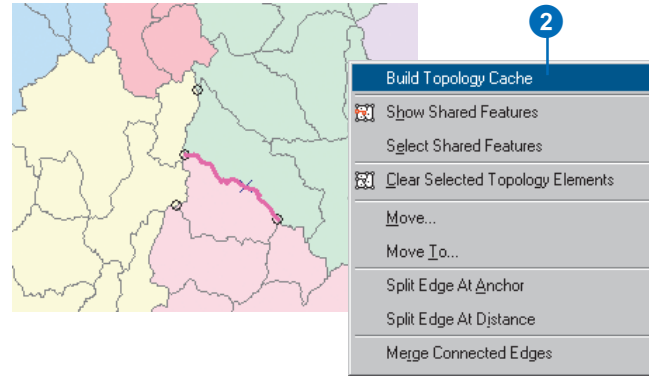 2
Build Topology Cache
Show Shared Features
Select Shared Features
Clear Selected Topology Elements
Move...
Move To...
Split Edge At Anchor
Split Edge At Distance
Merge Connected Edges